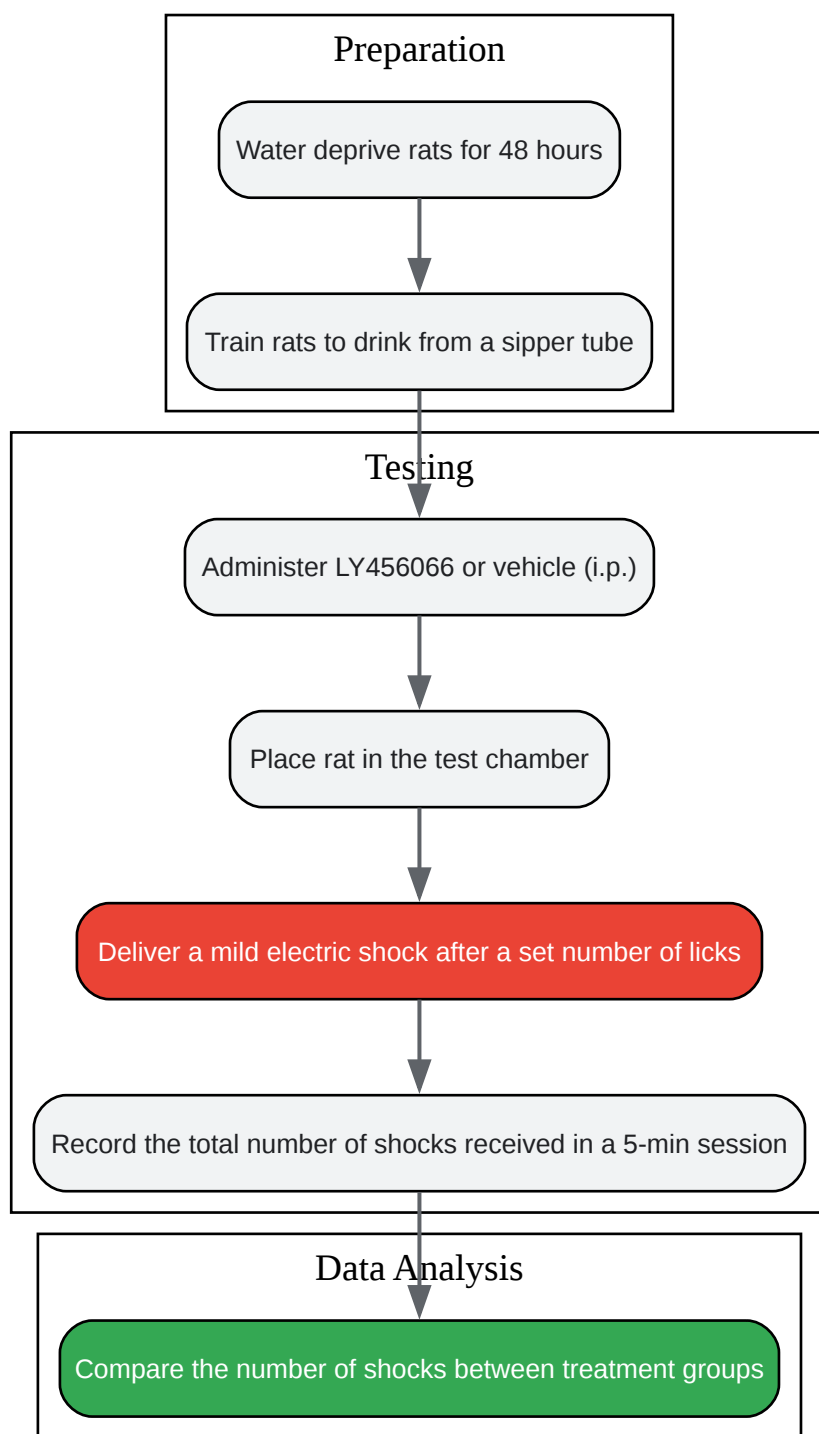 Preparation
Water deprive rats for 48 hours
Train rats to drink from a sipper tube
Testing
Administer LY456066 or vehicle (i.p.)
Place rat in the test chamber
Deliver a mild electric shock after a set number of licks
Record the total number of shocks received in a 5-min session
Data Analysis
Compare the number of shocks between treatment groups